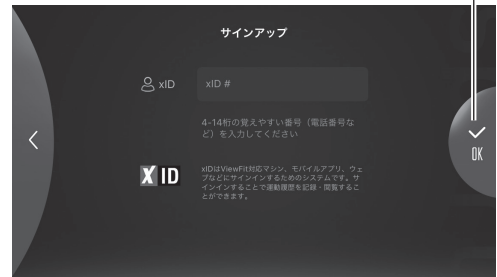 サインアップ
xID
xID #
4-14桁の覚えやすい番号（電話番号な
ど）を入力してください
OK
X ID
xIDはViewFit対応マシン、モバイルアプリ、ウェ
ブなどにサインインするためのシステムです。サ
インインすることで運動履歴を記録・閲覧するこ
とができます。